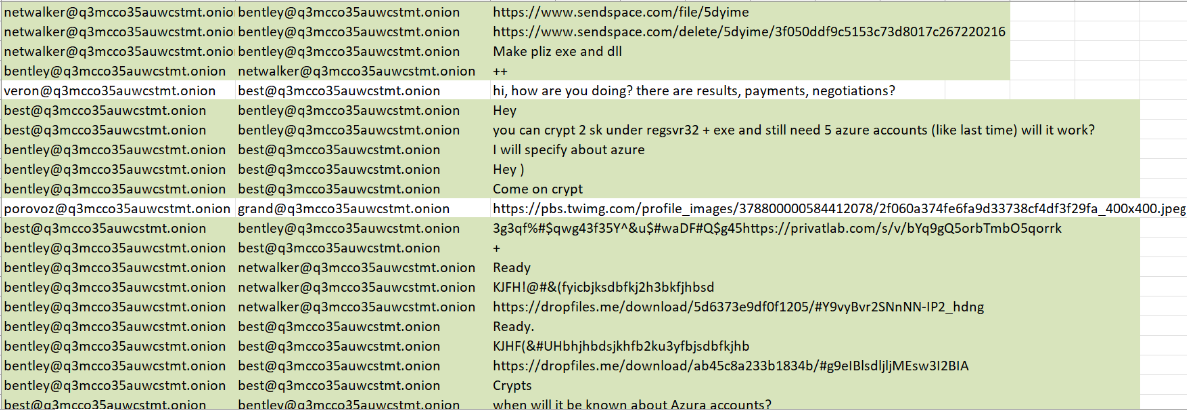 netwalker@q3mcco35auwcstmt.onion bentley@q3mcco35auwcstmt.onion https://www.sendspace.com/file/5dyime
netwalker@q3mcco35auwcstmt.onion bentley@q3mcco35auwcstmt.onion https://www.sendspace.com/delete/5dyime/3f050ddf9c5153c73d8017c267220216
netwalker@q3mcco35auwcstmt.onion bentley@q3mcco35auwcstmt.onion Make pliz exe and dll
bentley@q3mcco35auwcstmt.onion netwalker@q3mcco35auwcstmt.onion ++
veron@q3mcco35auwcstmt.onion best@q3mcco35auwcstmt.onion hi, how are you doing? there are results, payments, negotiations?
best@q3mcco35auwcstmt.onion bentley@q3mcco35auwcstmt.onion Hey
best@q3mcco35auwcstmt.onion bentley@q3mcco35auwcstmt.onion you can crypt 2 sk under regsvr32 + exe and still need 5 azure accounts (like last time) will it work?
bentley@q3mcco35auwcstmt.onion best@q3mcco35auwcstmt.onion I will specify about azure
bentley@q3mcco35auwcstmt.onion best@q3mcco35auwcstmt.onion Hey )
bentley@q3mcco35auwcstmt.onion best@q3mcco35auwcstmt.onion Come on crypt
porovoz@q3mcco35auwcstmt.onion grand@q3mcco35auwcstmt.onion https://pbs.twimg.com/profile_images/378800000584412078/2f060a374fe6fa9d33738cf4df3f29fa_400x400.jpeg
best@q3mcco35auwcstmt.onion bentley@q3mcco35auwcstmt.onion 3g3qf%#$qwg43f35Y^&u$#waDF#Q$g45https://privatlab.com/s/v/bYq9gQ5orbTmbO5qorrk
bentley@q3mcco35auwcstmt.onion best@q3mcco35auwcstmt.onion +
bentley@q3mcco35auwcstmt.onion netwalker@q3mcco35auwcstmt.onion Ready
bentley@q3mcco35auwcstmt.onion netwalker@q3mcco35auwcstmt.onion KJFH!@#&(fyicbjksdbfkj2h3bkfjhbsd
bentley@q3mcco35auwcstmt.onion netwalker@q3mcco35auwcstmt.onion https://dropfiles.me/download/5d6373e9df0f1205/#Y9vyBvr2SNnNN-IP2_hdng
bentley@q3mcco35auwcstmt.onion best@q3mcco35auwcstmt.onion Ready.
bentley@q3mcco35auwcstmt.onion best@q3mcco35auwcstmt.onion KJHF(&#UHbhjhbdsjkhfb2ku3yfbjsdbfkjhb
bentley@q3mcco35auwcstmt.onion best@q3mcco35auwcstmt.onion https://dropfiles.me/download/ab45c8a233b1834b/#g9eIBlsdljljMEsw3I2BIA
bentley@q3mcco35auwcstmt.onion best@q3mcco35auwcstmt.onion Crypts
best@q3mcco35auwcstmt.onion bentley@q3mcco35auwcstmt.onion when will it be known about Azura accounts?